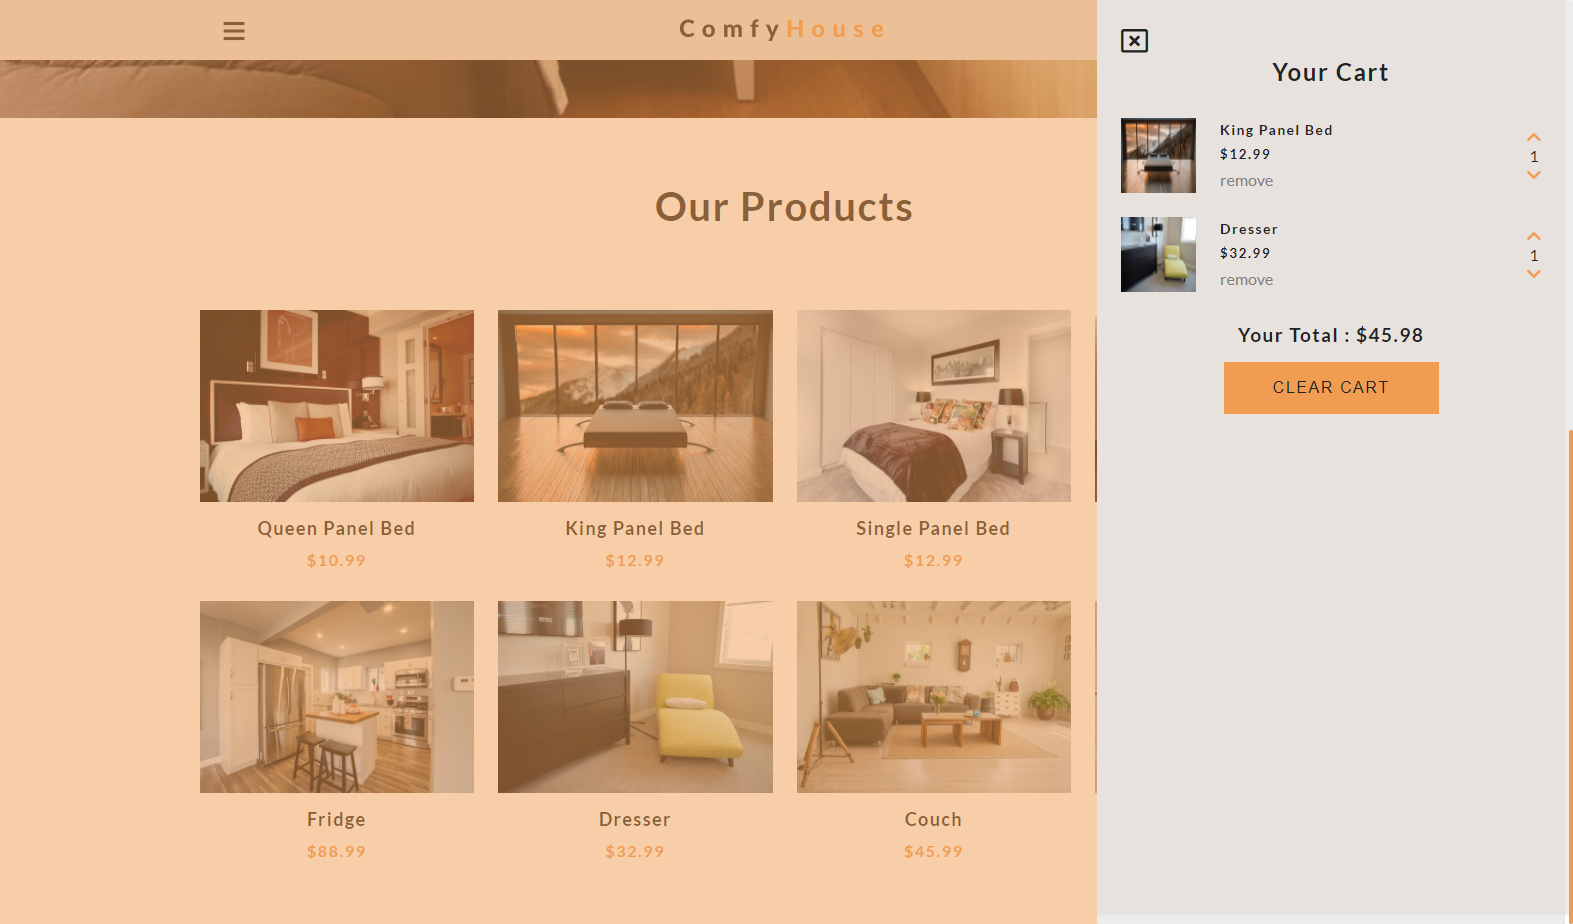 ComfyHouse
Our Products
Queen Panel Bed
$10.99
King Panel Bed
$12.99
Single Panel Bed
$12.99
Fridge
$88.99
Dresser
$32.99
Couch
$45.99
Your Cart
King Panel Bed
$12.99
remove
1
Dresser
$32.99
remove
1
Your Total : $45.98
CLEAR CART